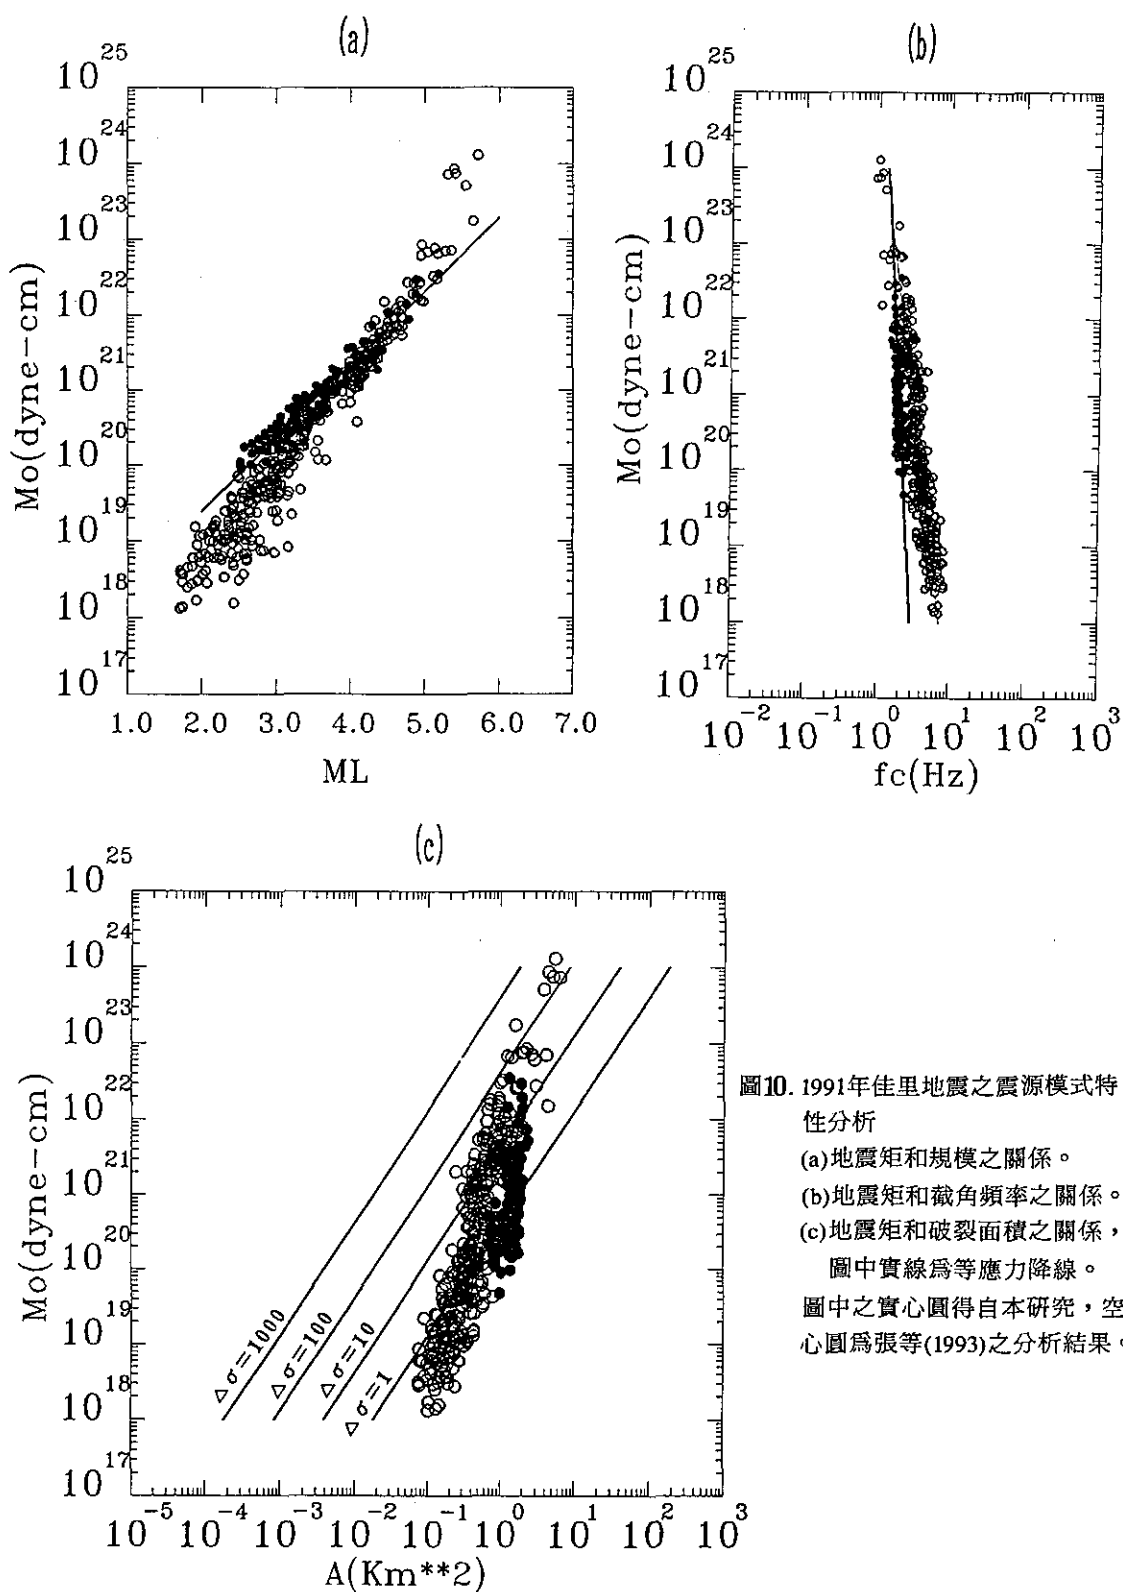 (a)
10^25
10^24
10^23
10^22
10^21
10^20
10^19
10^18
10^17
Mo(dyne-cm)
1.0 2.0 3.0 4.0 5.0 6.0 7.0
ML
(b)
10^25
10^24
10^23
10^22
10^21
10^20
10^19
10^18
10^17
Mo(dyne-cm)
10^-2 10^-1 10^0 10^1 10^2 10^3
fc(Hz)
(c)
10^25
10^24
10^23
10^22
10^21
10^20
10^19
10^18
10^17
Mo(dyne-cm)
▽σ=1000
▽σ=100
▽σ=10
▽σ=1
10^-5 10^-4 10^-3 10^-2 10^-1 10^0 10^1 10^2 10^3
A(Km**2)
圖10. 1991年佳里地震之震源模式特
性分析
(a)地震矩和規模之關係。
(b)地震矩和截角頻率之關係。
(c)地震矩和破裂面積之關係，
圖中實線爲等應力降線。
圖中之實心圓得自本研究，空
心圓爲張等(1993)之分析結果。